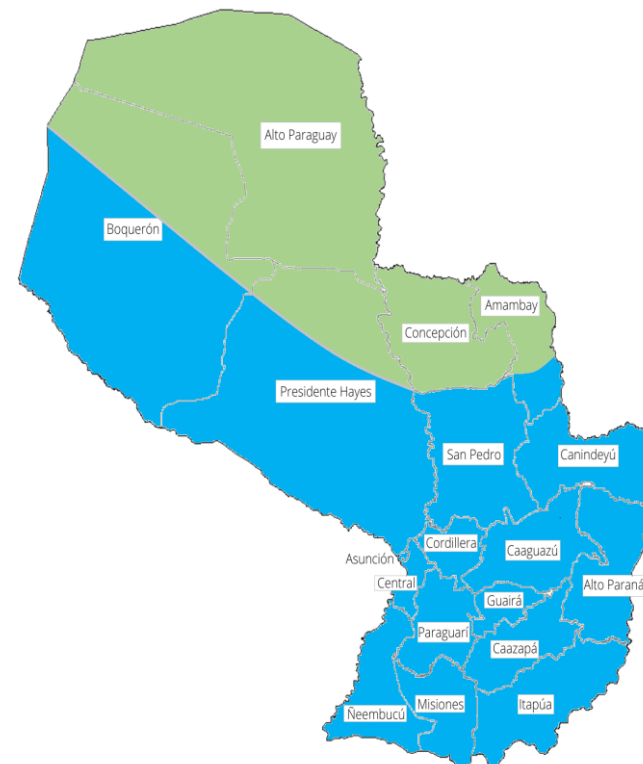 Alto Paraguay
Boquerón
Amambay
Concepción
Presidente Hayes
San Pedro
Canindeyú
Cordillera
Caaguazú
Asunción
Central
Alto Paraná
Guairá
Paraguarí
Caazapá
Misiones
Itapúa
Ñeembucú